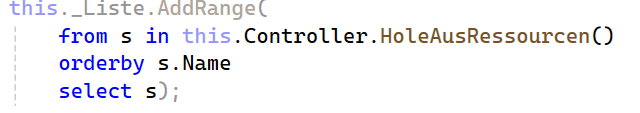 this._Liste.AddRange(
from s in this.Controller.HoleAusRessourcen()
orderby s.Name
select s);